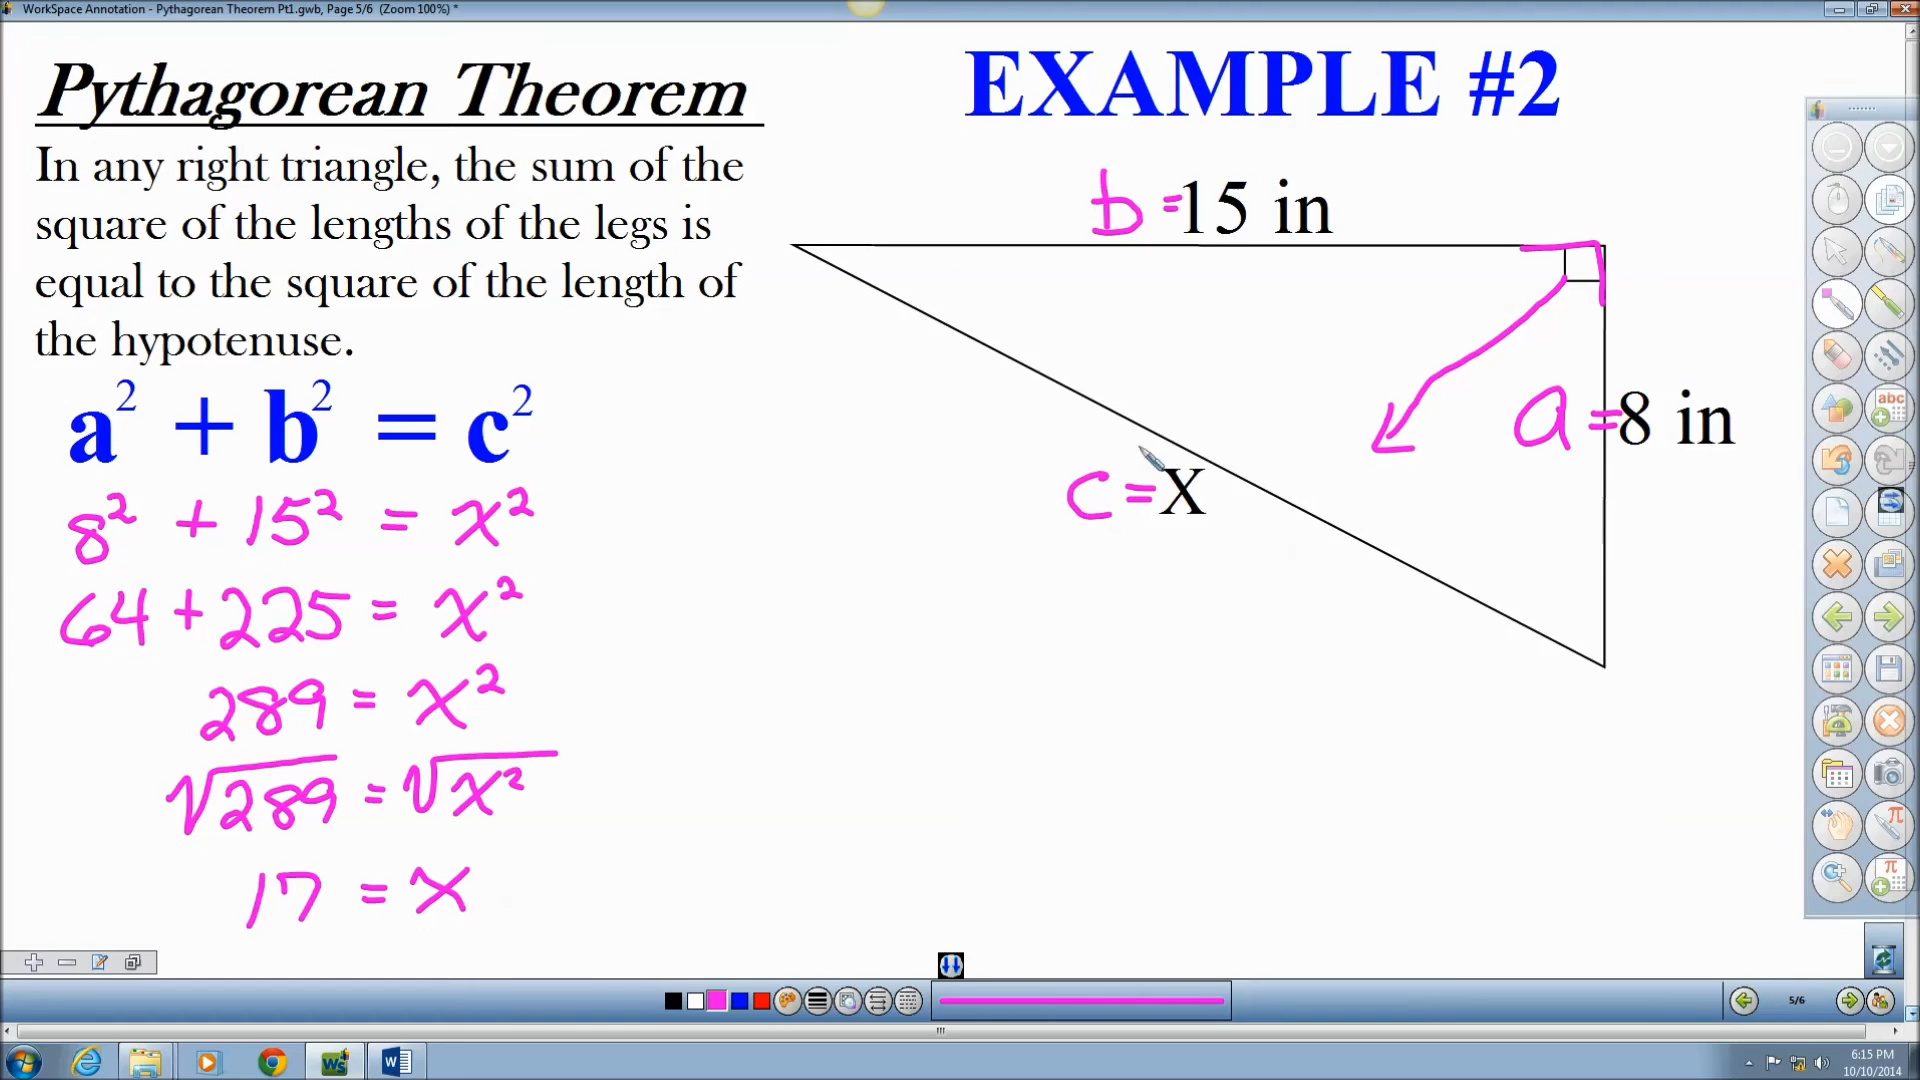 WorkSpace Annotation - Pythagorean Theorem Pt1.gwb, Page 5/6 (Zoom 100%) *
Pythagorean Theorem
In any right triangle, the sum of the
square of the lengths of the legs is
equal to the square of the length of
the hypotenuse.
a² + b² = c²
8² + 15² = x²
64 + 225 = x²
289 = x²
√289 = √x²
17 = x
EXAMPLE #2
b = 15 in
a = 8 in
c = X
abc
π
π
5/6
Ws
W
6:15 PM
10/10/2014